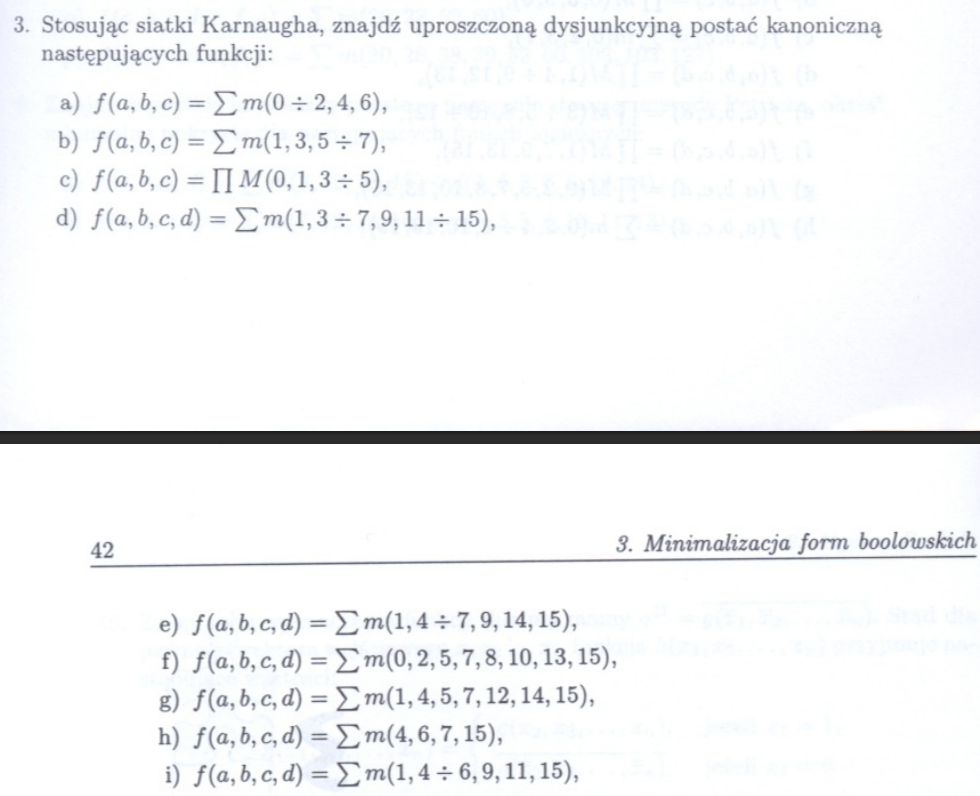 3. Stosując siatki Karnaugha, znajdź uproszczoną dysjunkcyjną postać kanoniczną
następujących funkcji:
a) f(a, b, c) = ∑ m(0 ÷ 2, 4, 6),
b) f(a, b, c) = ∑ m(1, 3, 5 ÷ 7),
c) f(a, b, c) = ∏ M(0, 1, 3 ÷ 5),
d) f(a, b, c, d) = ∑ m(1, 3 ÷ 7, 9, 11 ÷ 15),
42
3. Minimalizacja form boolowskich
e) f(a, b, c, d) = ∑ m(1, 4 ÷ 7, 9, 14, 15),
f) f(a, b, c, d) = ∑ m(0, 2, 5, 7, 8, 10, 13, 15),
g) f(a, b, c, d) = ∑ m(1, 4, 5, 7, 12, 14, 15),
h) f(a, b, c, d) = ∑ m(4, 6, 7, 15),
i) f(a, b, c, d) = ∑ m(1, 4 ÷ 6, 9, 11, 15),